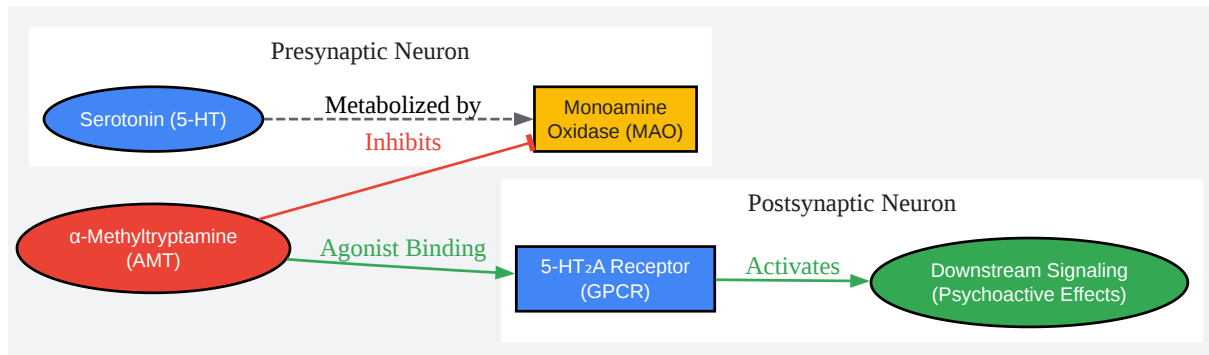 Presynaptic Neuron
Serotonin (5-HT)
Metabolized by
Monoamine
Oxidase (MAO)
Inhibits
α-Methyltryptamine
(AMT)
Agonist Binding
Postsynaptic Neuron
5-HT₂A Receptor
(GPCR)
Activates
Downstream Signaling
(Psychoactive Effects)